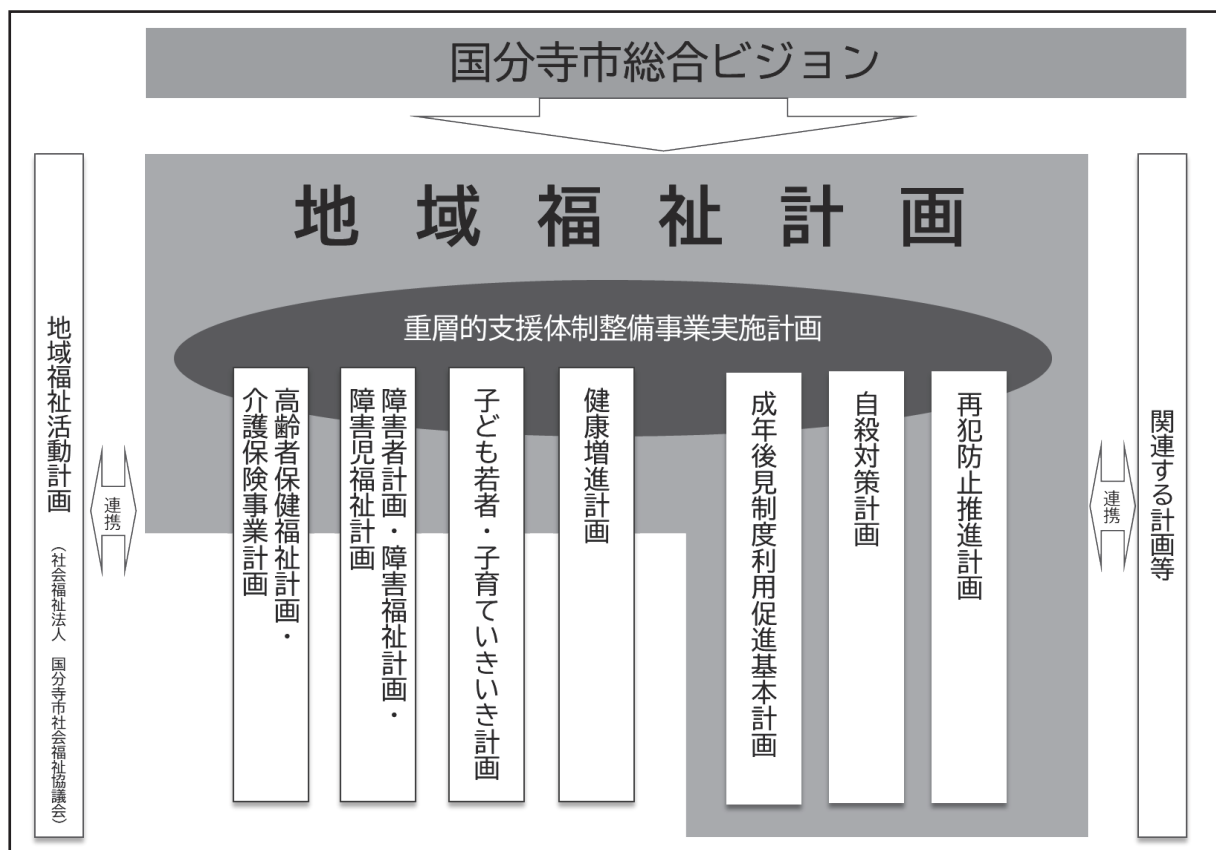 国分寺市総合ビジョン
地域福祉計画
重層的支援体制整備事業実施計画
地域福祉活動計画
（社会福祉法人　国分寺市社会福祉協議会）
連携
高齢者保健福祉計画・
介護保険事業計画
障害者計画・障害福祉計画・
障害児福祉計画
子ども若者・子育ていきいき計画
健康増進計画
成年後見制度利用促進基本計画
自殺対策計画
再犯防止推進計画
連携
関連する計画等